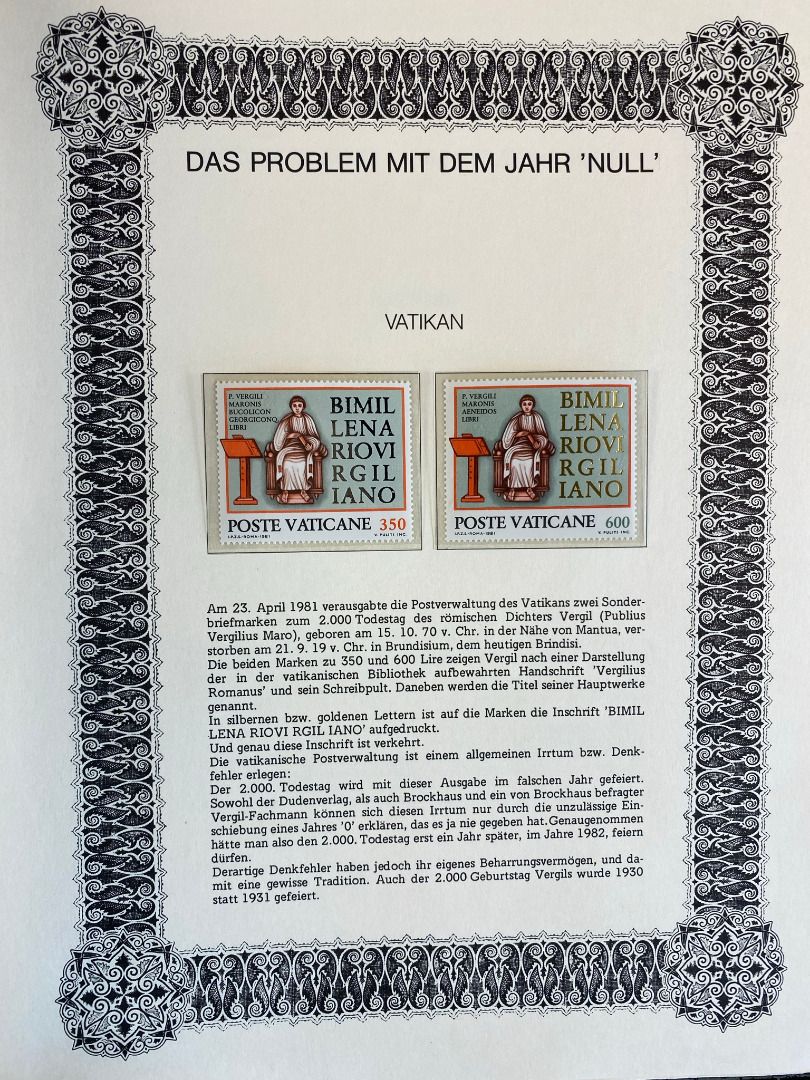 DAS PROBLEM MIT DEM JAHR 'NULL'
VATIKAN
P. VERGILI
MARONIS
BUCOLICON
GEORGICONQ.
LIBRI
BIMIL
LENA
RIOVI
RGIL
IANO
POSTE VATICANE 350
I.P.Z.S.-ROMA-1981 V. PULITI INC.
P. VERGILI
MARONIS
AENEIDOS
LIBRI
BIMIL
LENA
RIOVI
RGIL
IANO
POSTE VATICANE 600
I.P.Z.S.-ROMA-1981 V. PULITI INC.
Am 23. April 1981 verausgabte die Postverwaltung des Vatikans zwei Sonder-
briefmarken zum 2.000 Todestag des römischen Dichters Vergil (Publius
Vergilius Maro), geboren am 15. 10. 70 v. Chr. in der Nähe von Mantua, ver-
storben am 21. 9. 19 v. Chr. in Brundisium, dem heutigen Brindisi.
Die beiden Marken zu 350 und 600 Lire zeigen Vergil nach einer Darstellung
der in der vatikanischen Bibliothek aufbewahrten Handschrift 'Vergilius
Romanus' und sein Schreibpult. Daneben werden die Titel seiner Hauptwerke
genannt.
In silbernen bzw. goldenen Lettern ist auf die Marken die Inschrift 'BIMIL
LENA RIOVI RGIL IANO' aufgedruckt.
Und genau diese Inschrift ist verkehrt.
Die vatikanische Postverwaltung ist einem allgemeinen Irrtum bzw. Denk-
fehler erlegen:
Der 2.000. Todestag wird mit dieser Ausgabe im falschen Jahr gefeiert.
Sowohl der Dudenverlag, als auch Brockhaus und ein von Brockhaus befragter
Vergil-Fachmann können sich diesen Irrtum nur durch die unzulässige Ein-
schiebung eines Jahres '0' erklären, das es ja nie gegeben hat. Genaugenommen
hätte man also den 2.000. Todestag erst ein Jahr später, im Jahre 1982, feiern
dürfen.
Derartige Denkfehler haben jedoch ihr eigenes Beharrungsvermögen, und da-
mit eine gewisse Tradition. Auch der 2.000 Geburtstag Vergils wurde 1930
statt 1931 gefeiert.